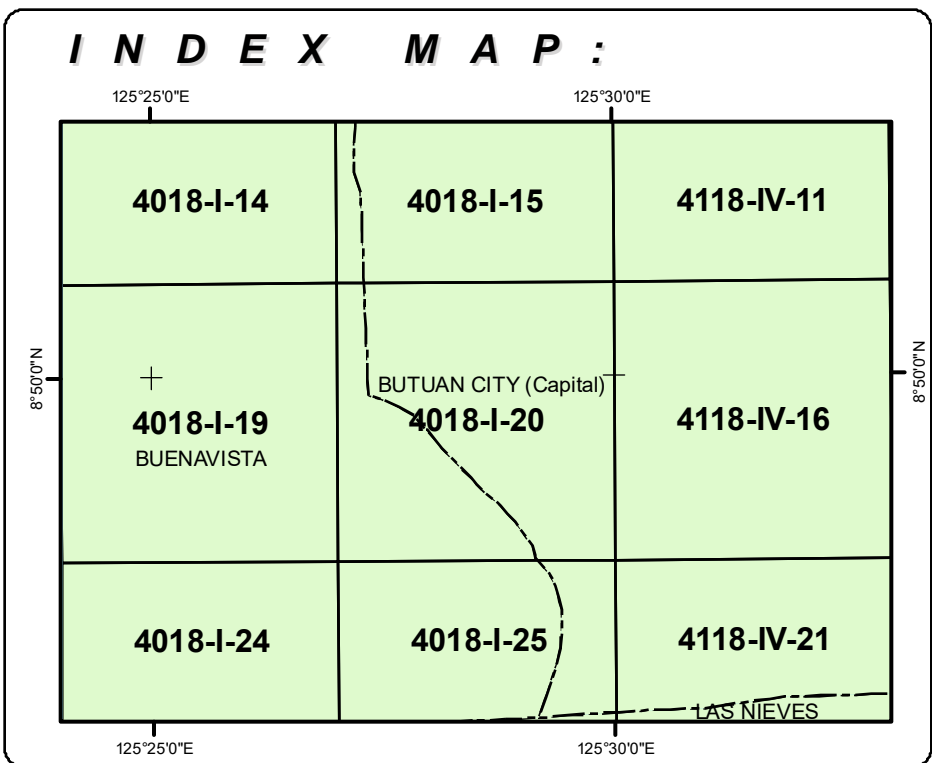 INDEX MAP:
125°25'0"E 125°30'0"E
4018-I-14 4018-I-15 4118-IV-11
8°50'0"N 8°50'0"N
BUTUAN CITY (Capital)
4018-I-19 4018-I-20 4118-IV-16
BUENAVISTA
4018-I-24 4018-I-25 4118-IV-21
LAS NIEVES
125°25'0"E 125°30'0"E